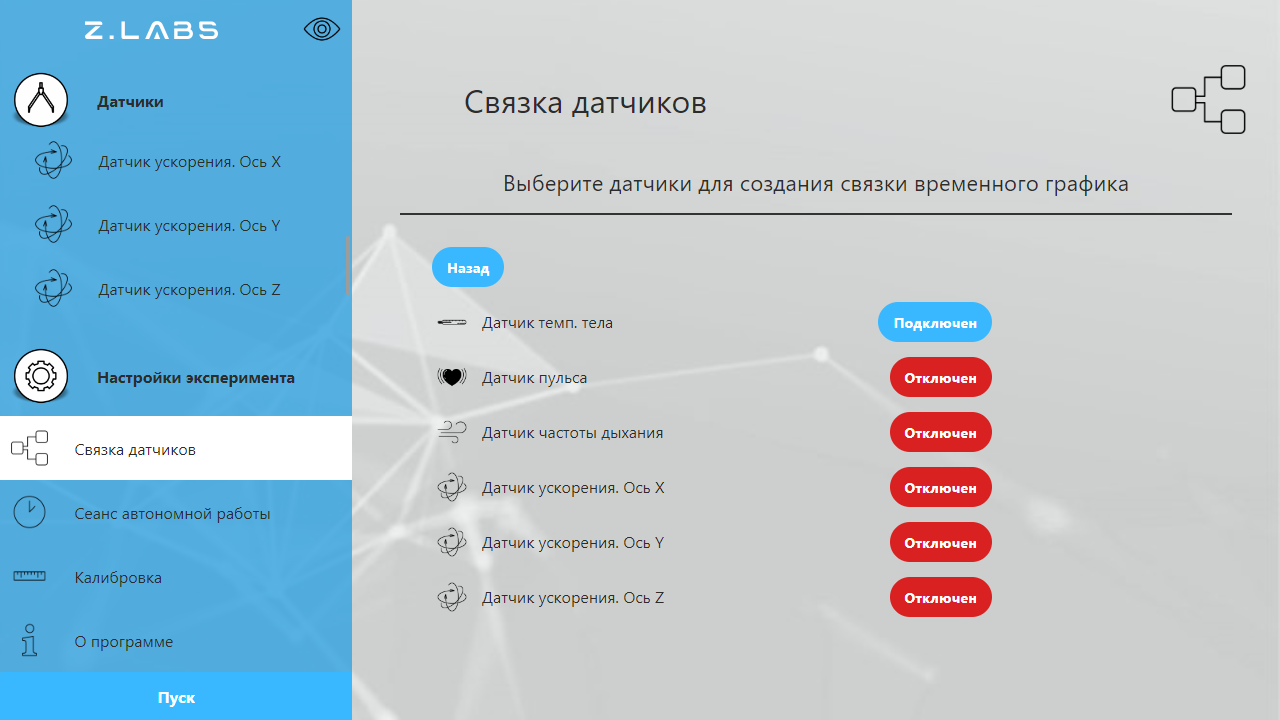 Z.LABS
Датчики
Датчик ускорения. Ось X
Датчик ускорения. Ось Y
Датчик ускорения. Ось Z
Настройки эксперимента
Связка датчиков
Сеанс автономной работы
Калибровка
О программе
Пуск
Связка датчиков
Выберите датчики для создания связки временного графика
Назад
Датчик темп. тела Подключен
Датчик пульса Отключен
Датчик частоты дыхания Отключен
Датчик ускорения. Ось X Отключен
Датчик ускорения. Ось Y Отключен
Датчик ускорения. Ось Z Отключен